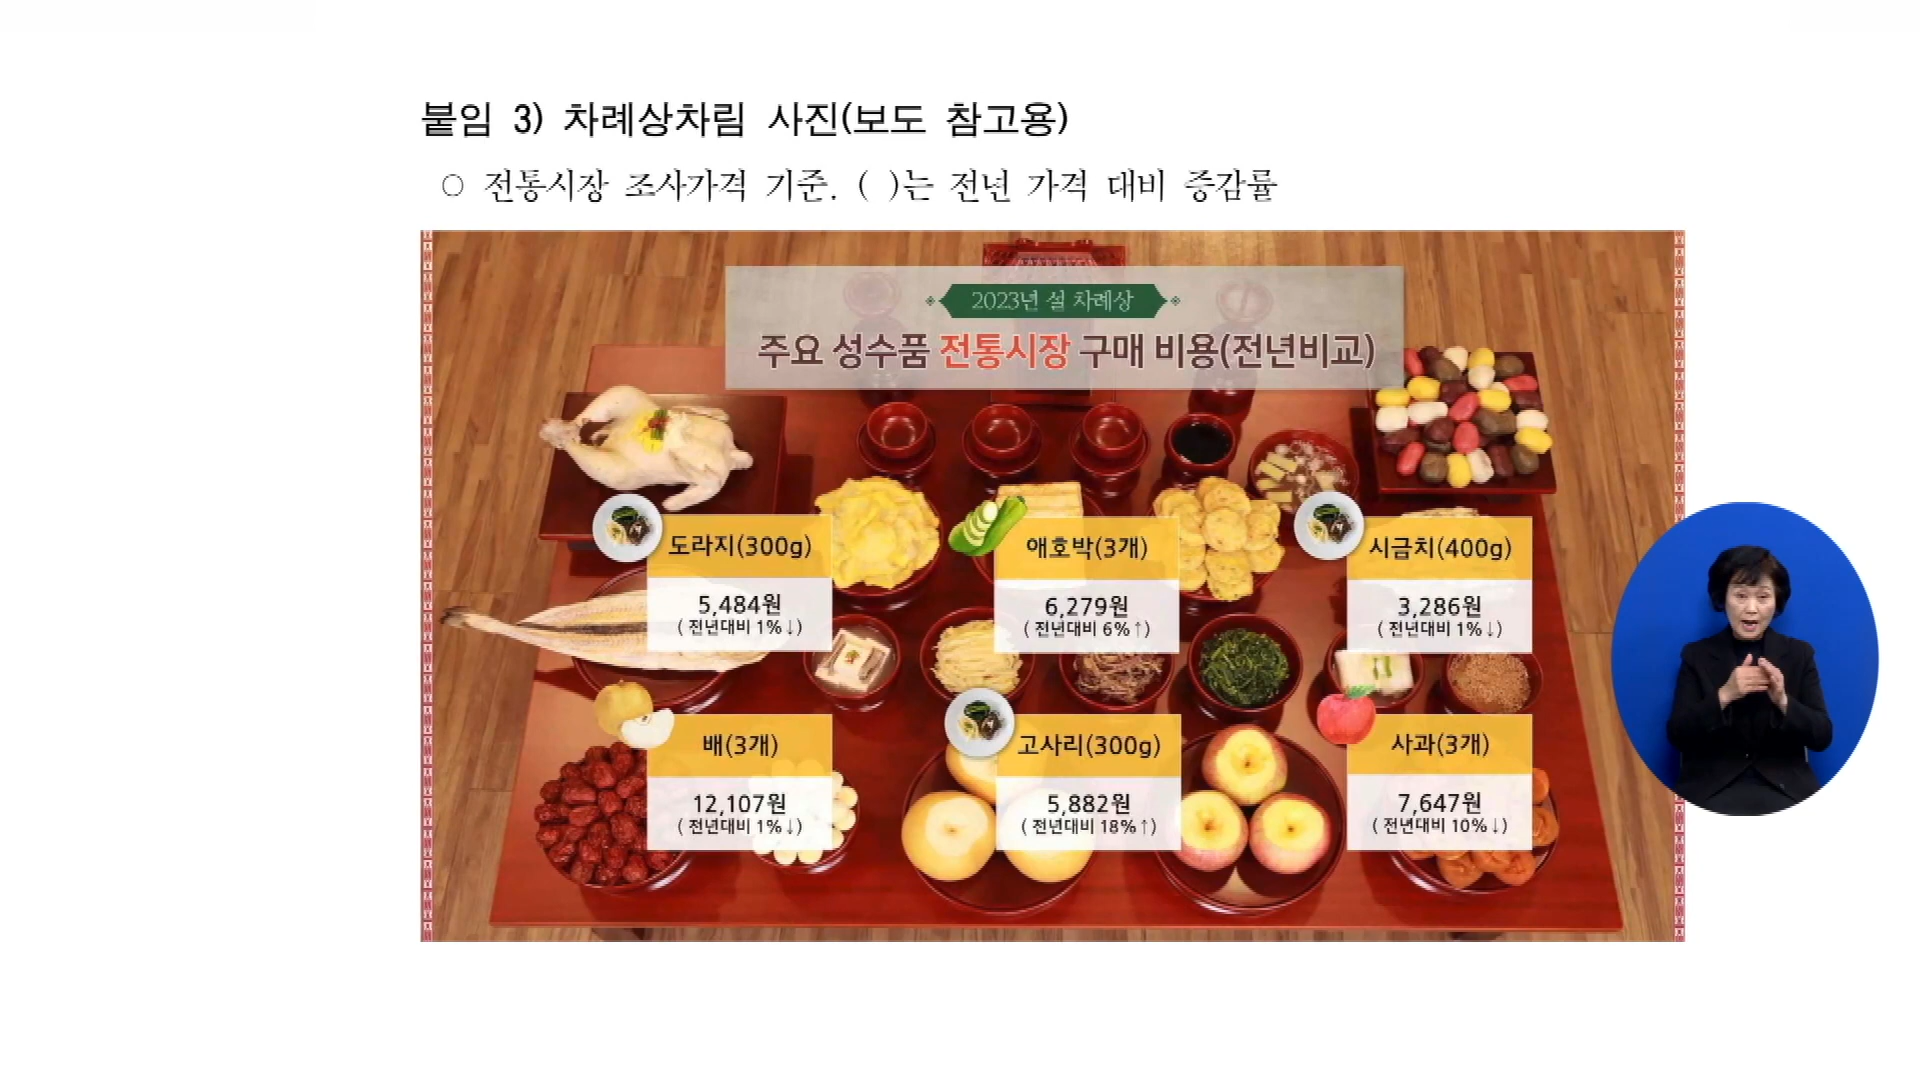 붙임 3) 차례상차림 사진(보도 참고용)
○ 전통시장 조사가격 기준. ( )는 전년 가격 대비 증감률
2023년 설 차례상
주요 성수품 전통시장 구매 비용(전년비교)
도라지(300g)
5,484원
( 전년대비 1%↓)
애호박(3개)
6,279원
( 전년대비 6%↑)
시금치(400g)
3,286원
( 전년대비 1%↓)
배(3개)
12,107원
( 전년대비 1%↓)
고사리(300g)
5,882원
( 전년대비 18%↑)
사과(3개)
7,647원
( 전년대비 10%↓)